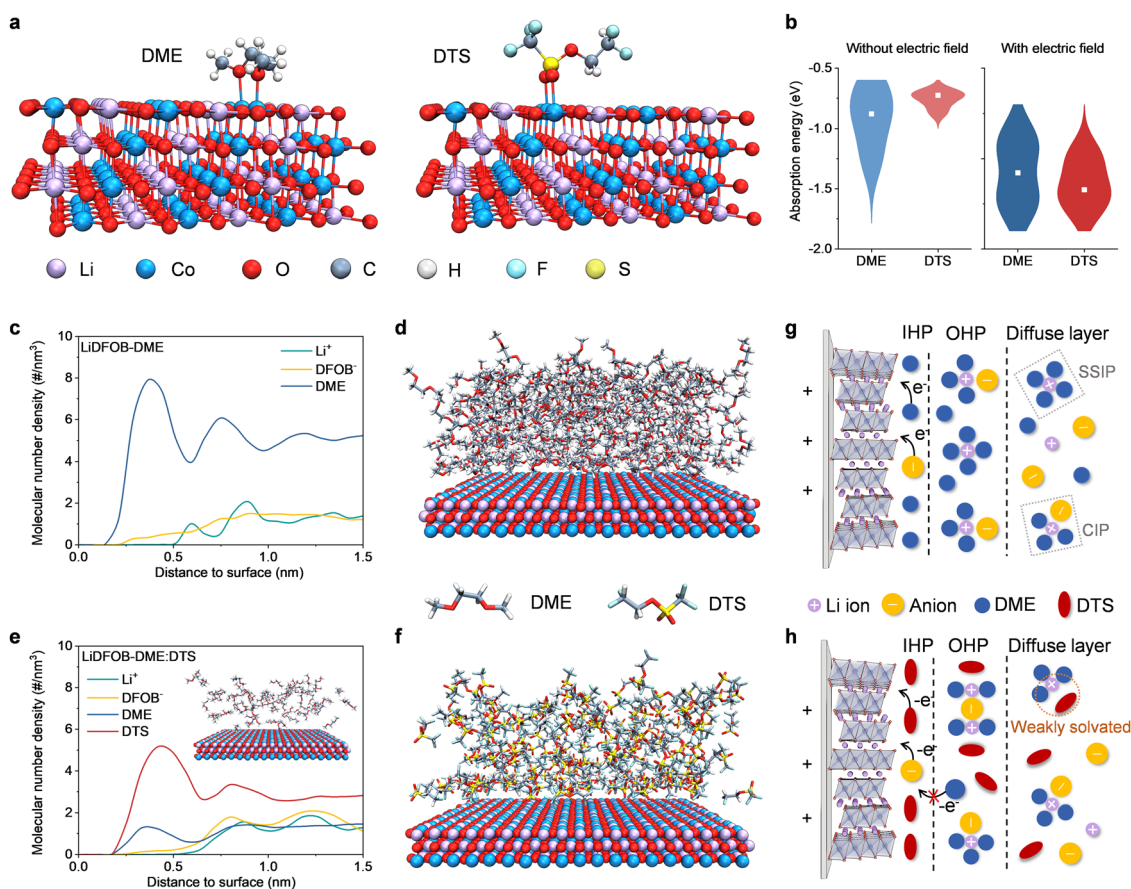 a
DME
DTS
Li
Co
O
C
H
F
S
b
Without electric field
With electric field
Absorption energy (eV)
-0.5
-1.0
-1.5
-2.0
DME
DTS
DME
DTS
c
LiDFOB-DME
Li⁺
DFOB⁻
DME
Molecular number density (#/nm³)
10
8
6
4
2
0
0
0.5
1.0
1.5
Distance to surface (nm)
d
DME
DTS
e
LiDFOB-DME:DTS
Li⁺
DFOB⁻
DME
DTS
Molecular number density (#/nm³)
10
8
6
4
2
0
0
0.5
1.0
1.5
Distance to surface (nm)
f
g
IHP
OHP
Diffuse layer
SSIP
CIP
e⁻
e⁻
+
+
+
+
Li ion
Anion
DME
DTS
h
IHP
OHP
Diffuse layer
Weakly solvated
-e⁻
-e⁻
-e⁻
+
+
+
+